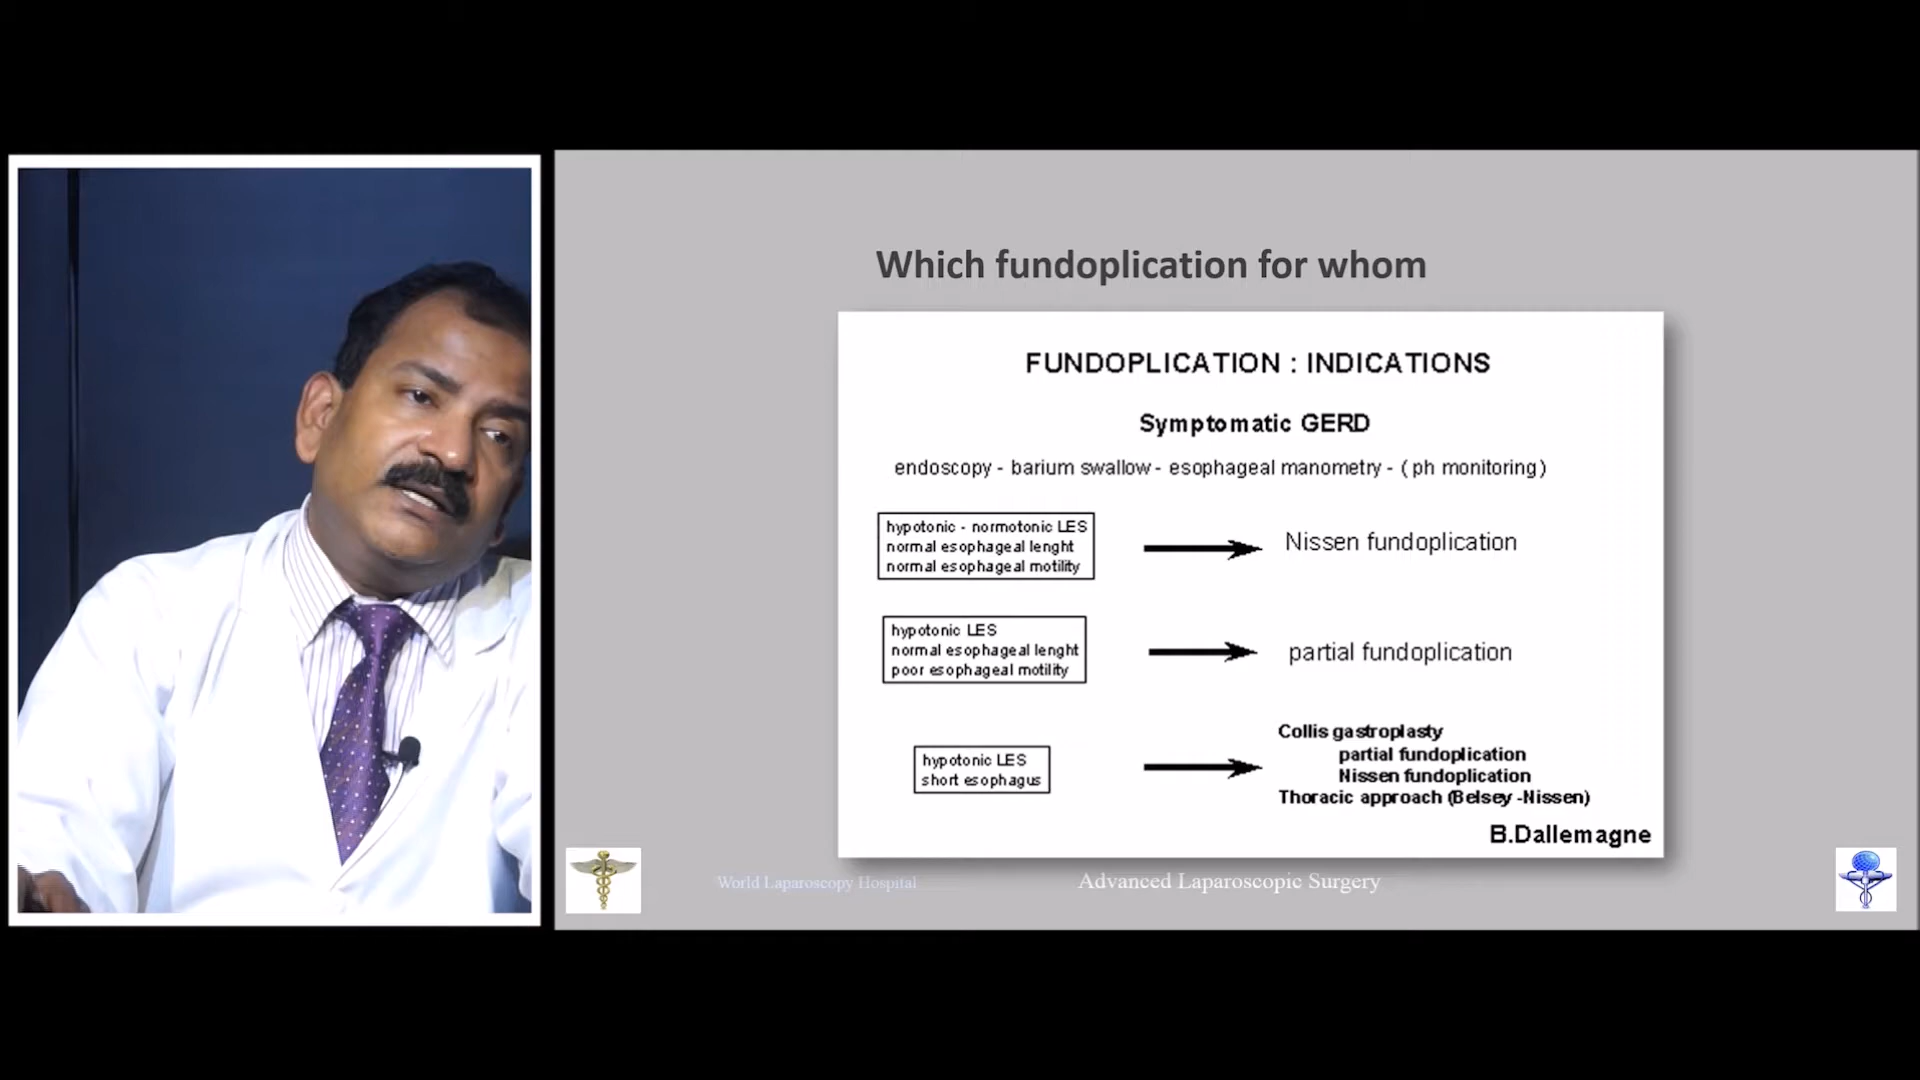 Which fundoplication for whom
FUNDOPLICATION : INDICATIONS
Symptomatic GERD
endoscopy - barium swallow - esophageal manometry - ( ph monitoring )
hypotonic - normotonic LES
normal esophageal lenght
normal esophageal motility
Nissen fundoplication
hypotonic LES
normal esophageal lenght
poor esophageal motility
partial fundoplication
hypotonic LES
short esophagus
Collis gastroplasty
partial fundoplication
Nissen fundoplication
Thoracic approach (Belsey -Nissen)
B.Dallemagne
World Laparoscopy Hospital
Advanced Laparoscopic Surgery